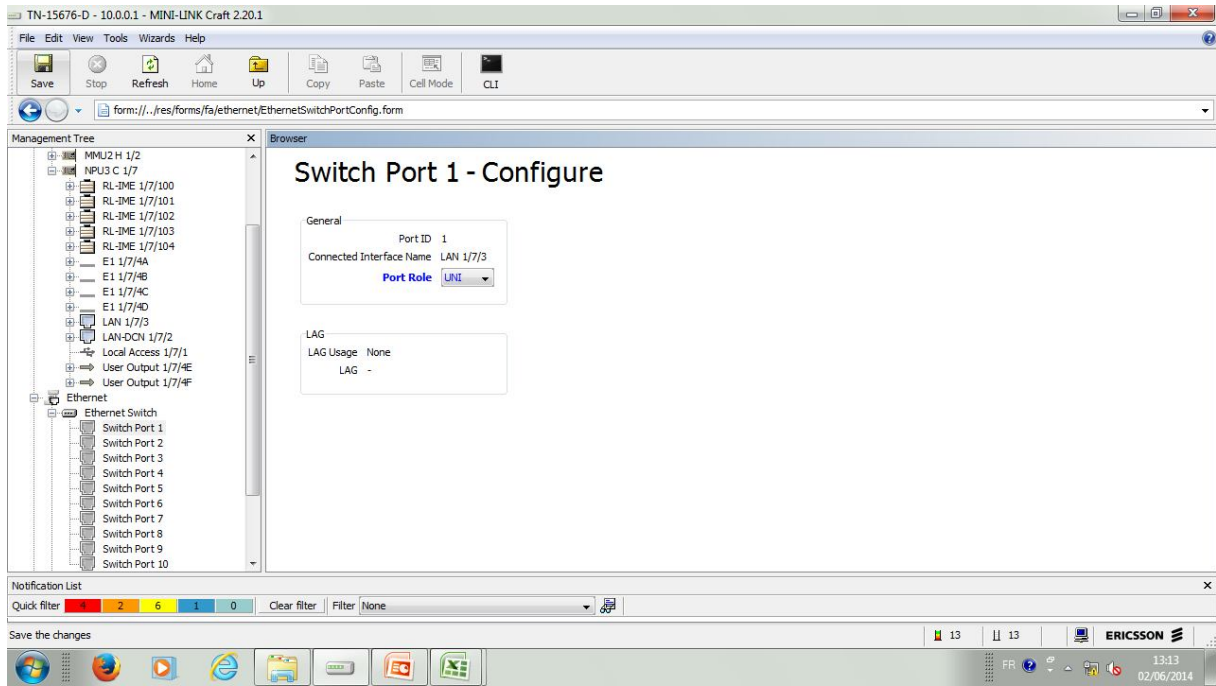 TN-15676-D - 10.0.0.1 - MINI-LINK Craft 2.20.1
File Edit View Tools Wizards Help
Save Stop Refresh Home Up Copy Paste Cell Mode CLI
form://../res/forms/fa/ethernet/EthernetSwitchPortConfig.form
Management Tree
MMU2 H 1/2
NPU3 C 1/7
RL-IME 1/7/100
RL-IME 1/7/101
RL-IME 1/7/102
RL-IME 1/7/103
RL-IME 1/7/104
E1 1/7/4A
E1 1/7/4B
E1 1/7/4C
E1 1/7/4D
LAN 1/7/3
LAN-DCN 1/7/2
Local Access 1/7/1
User Output 1/7/4E
User Output 1/7/4F
Ethernet
Ethernet Switch
Switch Port 1
Switch Port 2
Switch Port 3
Switch Port 4
Switch Port 5
Switch Port 6
Switch Port 7
Switch Port 8
Switch Port 9
Switch Port 10
Browser
Switch Port 1 - Configure
General
Port ID 1
Connected Interface Name LAN 1/7/3
Port Role UNI
LAG
LAG Usage None
LAG -
Notification List
Quick filter 4 2 6 1 0 Clear filter Filter None
Save the changes 13 13 ERICSSON
FR 13:13
02/06/2014